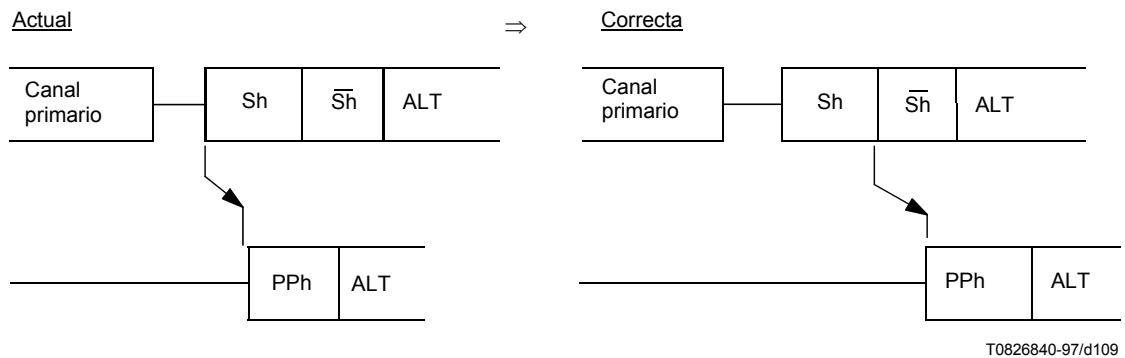 Actual ⇒ Correcta
Canal primario Sh S̅h̅ ALT
PPh ALT
Canal primario Sh S̅h̅ ALT
PPh ALT
T0826840-97/d109